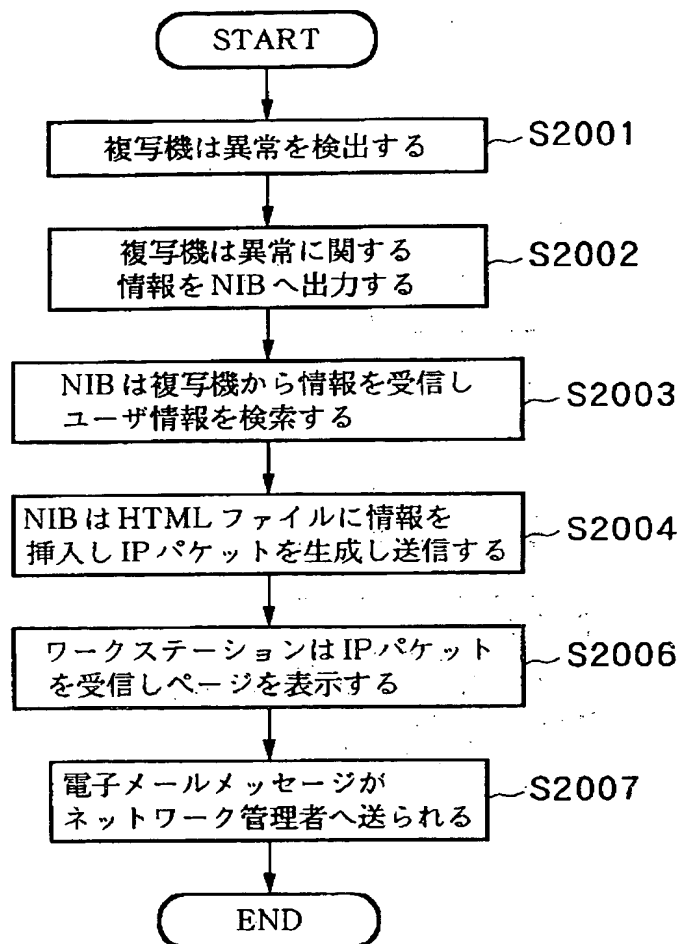 START
複写機は異常を検出する
S2001
複写機は異常に関する
情報をNIBへ出力する
S2002
NIBは複写機から情報を受信し
ユーザ情報を検索する
S2003
NIBはHTMLファイルに情報を
挿入しIPパケットを生成し送信する
S2004
ワークステーションはIPパケット
を受信しページを表示する
S2006
電子メールメッセージが
ネットワーク管理者へ送られる
S2007
END